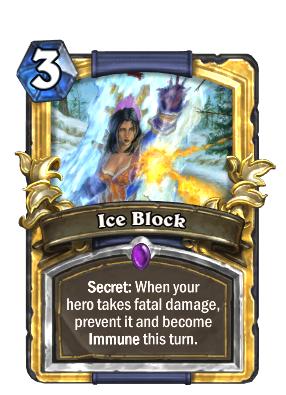 3
Ice Block
Secret: When your
hero takes fatal damage,
prevent it and become
Immune this turn.